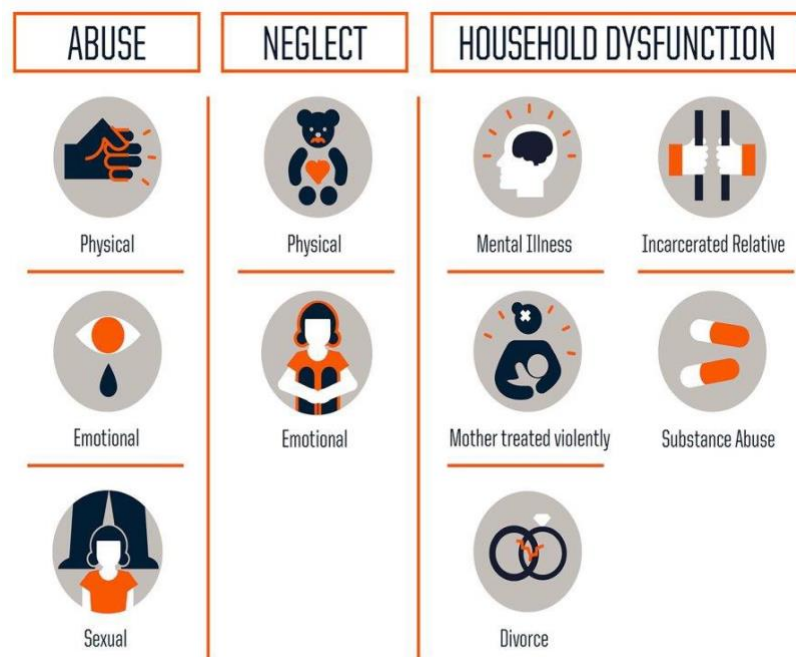 ABUSE
Physical
Emotional
Sexual
NEGLECT
Physical
Emotional
HOUSEHOLD DYSFUNCTION
Mental Illness
Incarcerated Relative
Mother treated violently
Substance Abuse
Divorce